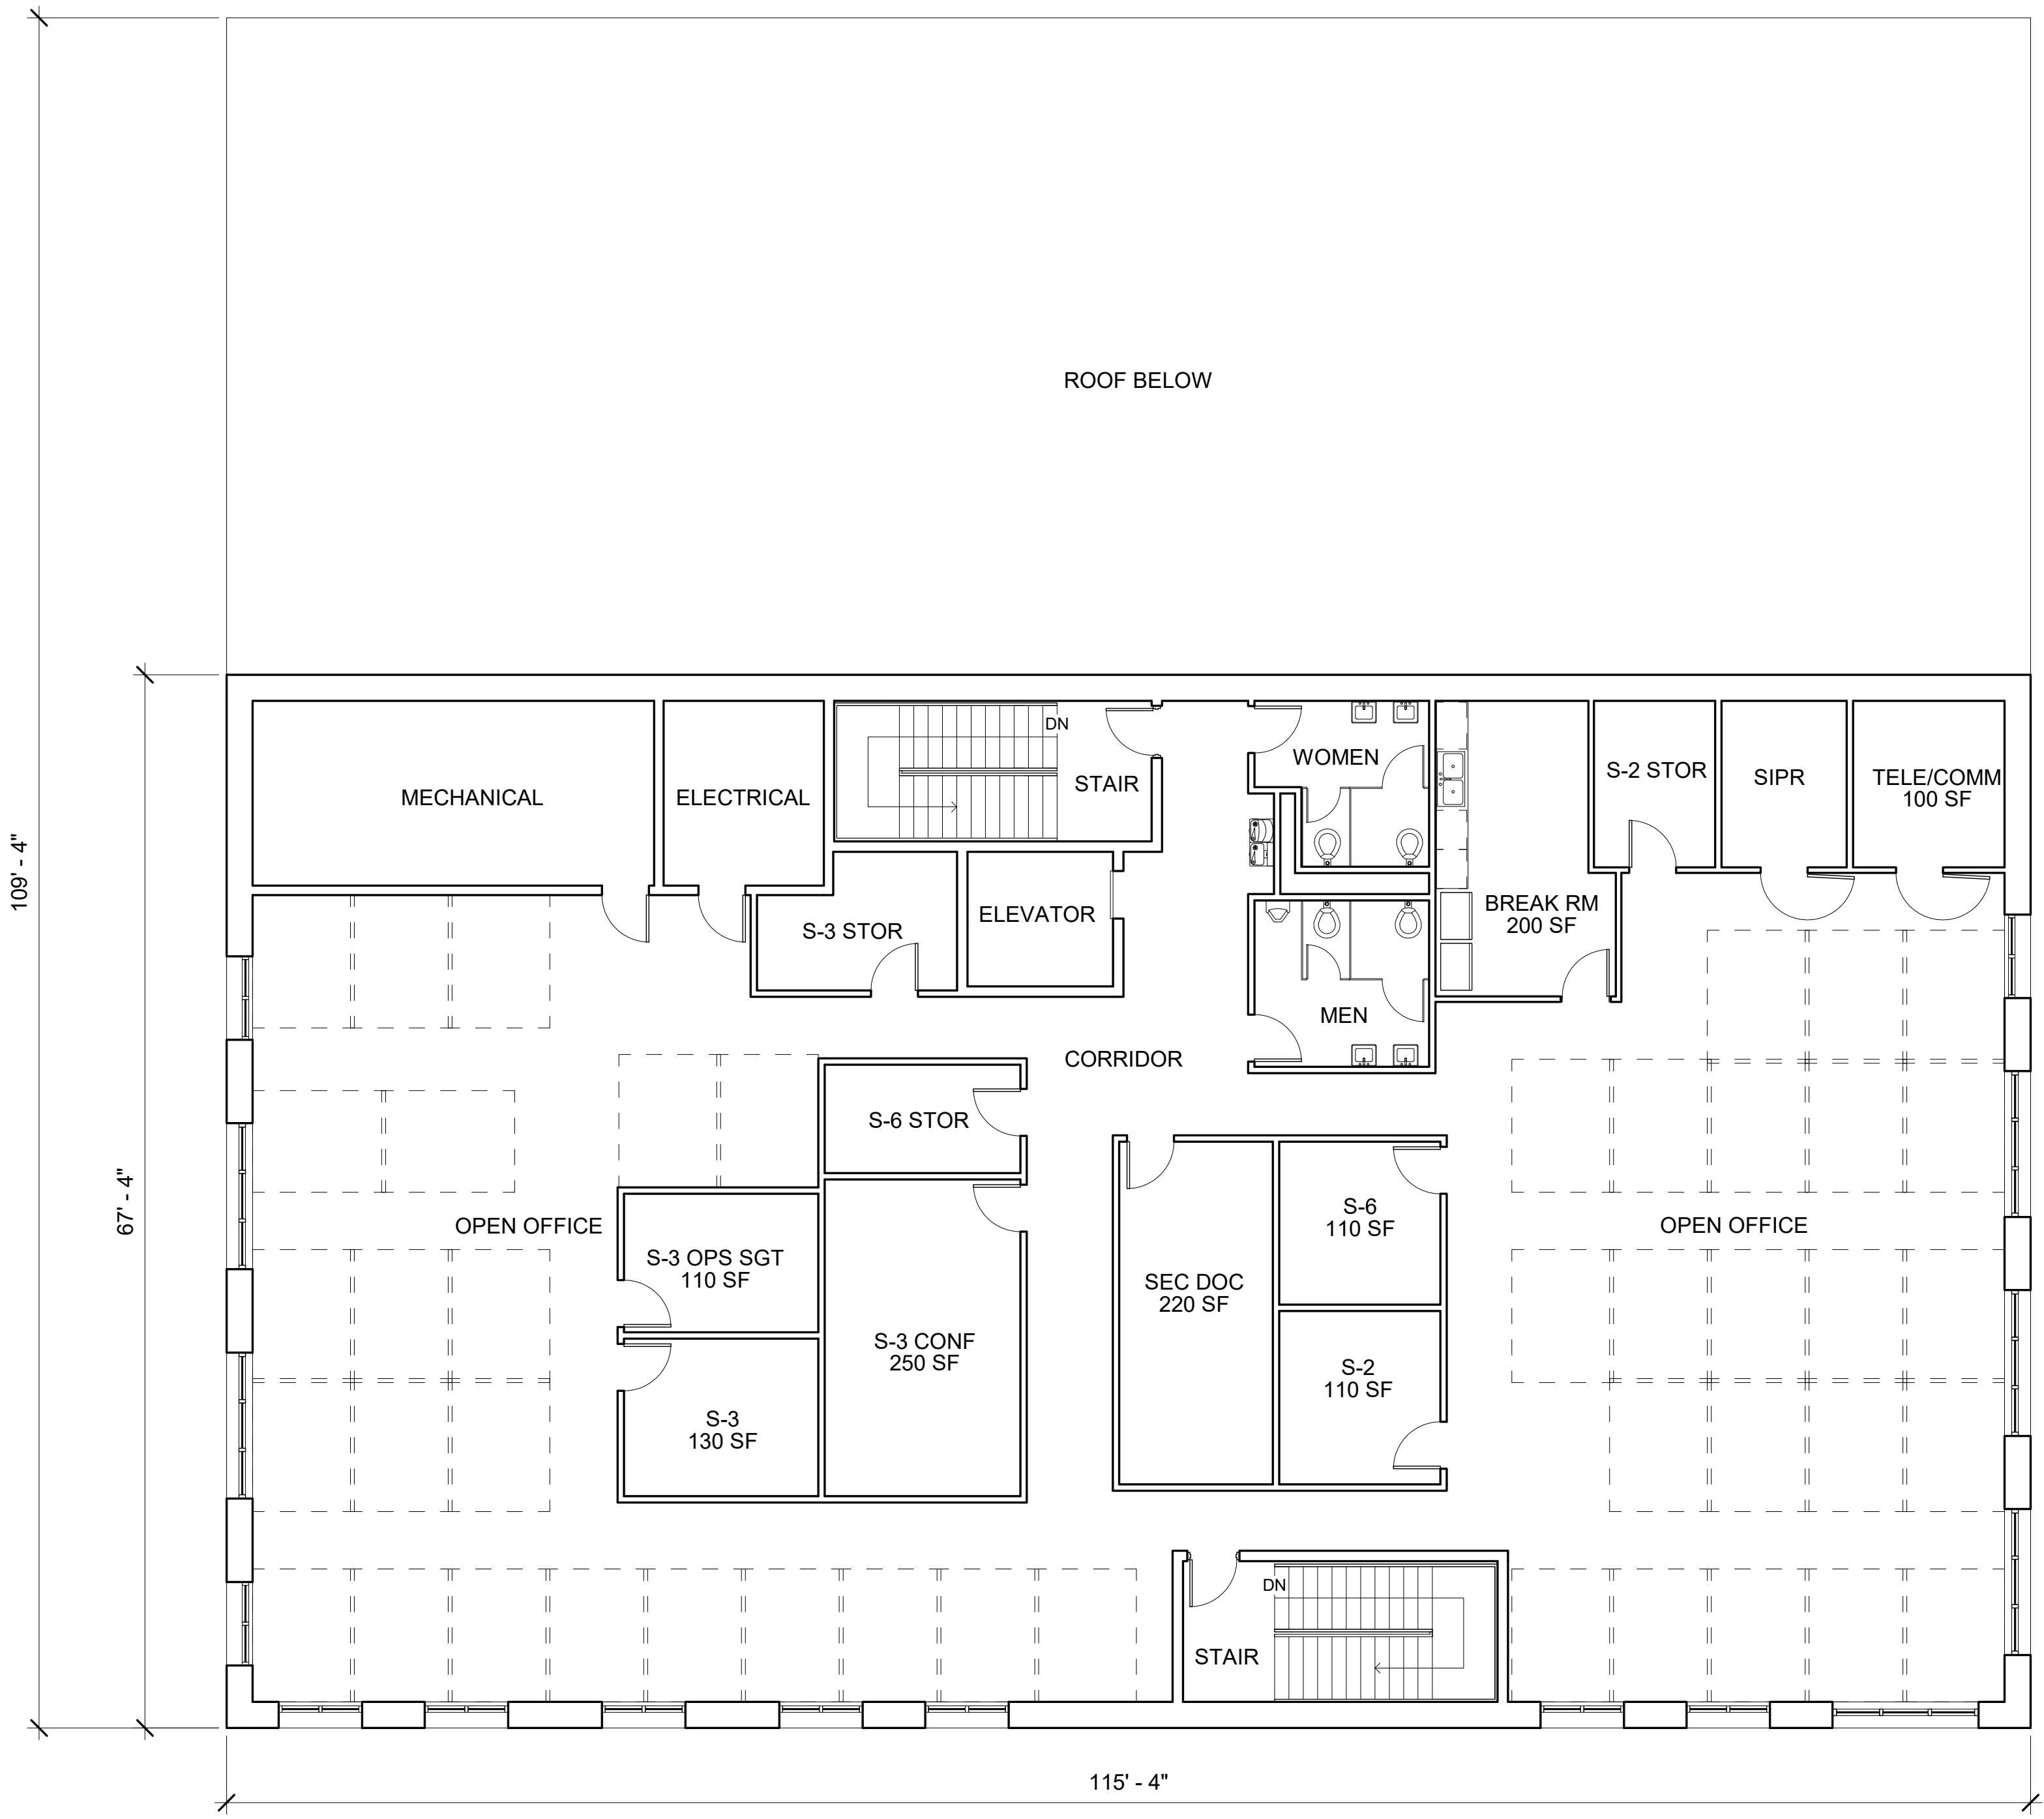 ROOF BELOW
109' - 4"
67' - 4"
MECHANICAL
ELECTRICAL
DN
STAIR
WOMEN
S-2 STOR
SIPR
TELE/COMM
100 SF
S-3 STOR
ELEVATOR
BREAK RM
200 SF
MEN
CORRIDOR
S-6 STOR
OPEN OFFICE
S-3 OPS SGT
110 SF
S-3 CONF
250 SF
S-3
130 SF
SEC DOC
220 SF
S-6
110 SF
S-2
110 SF
OPEN OFFICE
DN
STAIR
115' - 4"